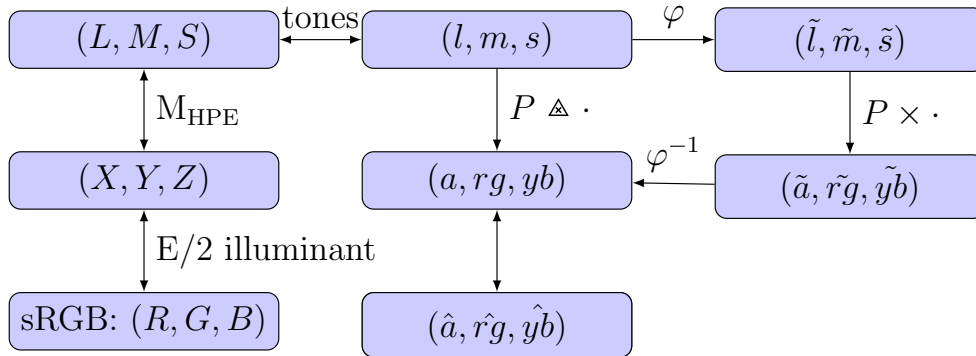 tones
φ
(L, M, S)
(l, m, s)
(l̃, m̃, s̃)
M_HPE
P ⨻ ·
P × ·
φ⁻¹
(X, Y, Z)
(a, rg, yb)
(ã, r̃g, ỹb)
E/2 illuminant
sRGB: (R, G, B)
(â, r̂g, ŷb)